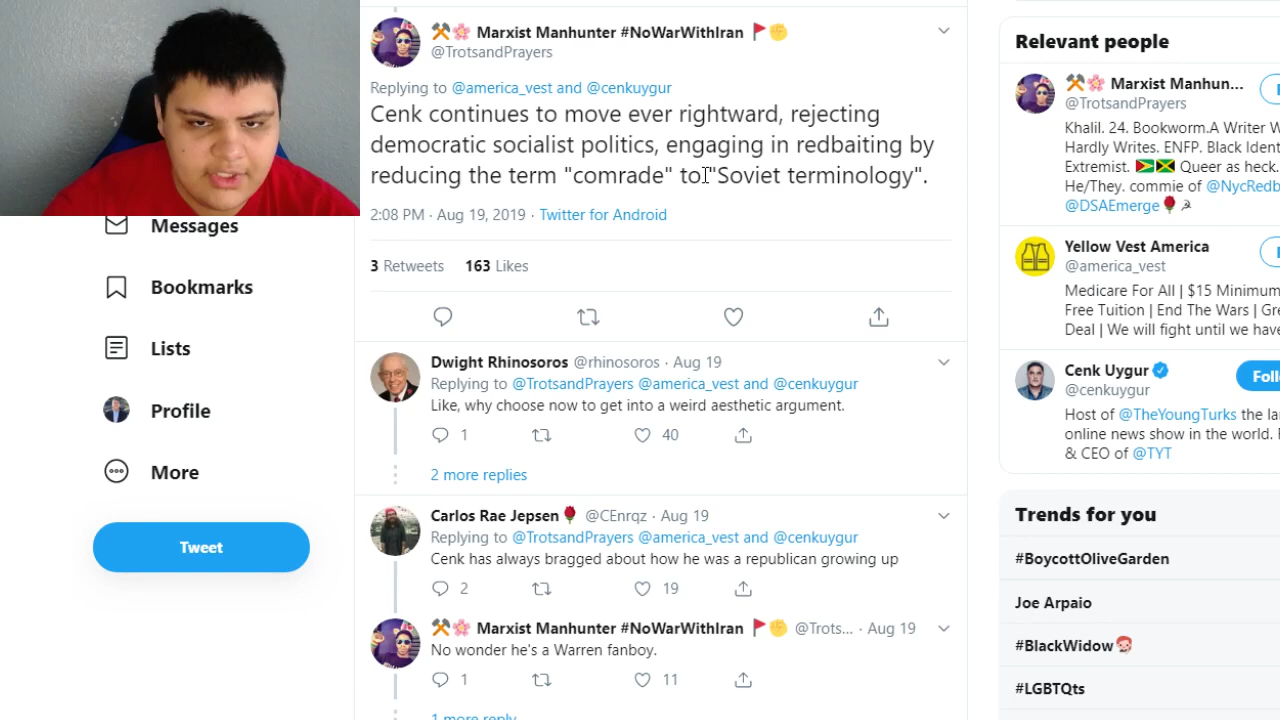 Marxist Manhunter #NoWarWithIran
@TrotsandPrayers
Replying to @america_vest and @cenkuygur
Cenk continues to move ever rightward, rejecting
democratic socialist politics, engaging in redbaiting by
reducing the term "comrade" to "Soviet terminology".
2:08 PM · Aug 19, 2019 · Twitter for Android
3 Retweets 163 Likes
Dwight Rhinosoros @rhinosoros · Aug 19
Replying to @TrotsandPrayers @america_vest and @cenkuygur
Like, why choose now to get into a weird aesthetic argument.
1 40
2 more replies
Carlos Rae Jepsen @CEnrqz · Aug 19
Replying to @TrotsandPrayers @america_vest and @cenkuygur
Cenk has always bragged about how he was a republican growing up
2 19
Marxist Manhunter #NoWarWithIran @Trots... · Aug 19
No wonder he's a Warren fanboy.
1 11
1 more reply
Messages
Bookmarks
Lists
Profile
More
Tweet
Relevant people
Marxist Manhun...
@TrotsandPrayers
Khalil. 24. Bookworm.A Writer W
Hardly Writes. ENFP. Black Ident
Extremist. Queer as heck.
He/They. commie of @NycRedb
@DSAEmerge
Yellow Vest America
@america_vest
Medicare For All | $15 Minimum
Free Tuition | End The Wars | Gre
Deal | We will fight until we have
Cenk Uygur
@cenkuygur
Follo
Host of @TheYoungTurks the la
online news show in the world.
& CEO of @TYT
Trends for you
#BoycottOliveGarden
Joe Arpaio
#BlackWidow
#LGBTQts